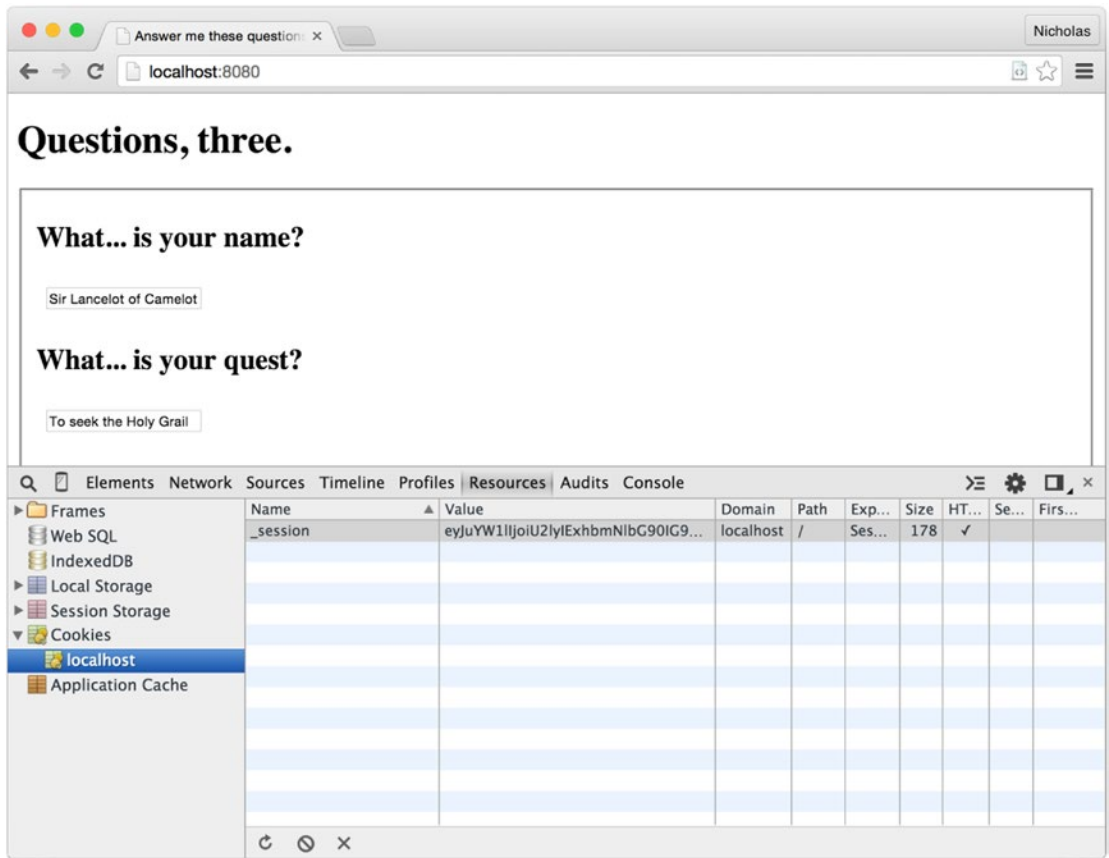 Answer me these question
Nicholas
localhost:8080
Questions, three.
What... is your name?
Sir Lancelot of Camelot
What... is your quest?
To seek the Holy Grail
Elements Network Sources Timeline Profiles Resources Audits Console
Frames
Web SQL
IndexedDB
Local Storage
Session Storage
Cookies
localhost
Application Cache
Name Value Domain Path Exp... Size HT... Se... Firs...
_session eyJuYW1lIjoiU2lyIExhbmNlbG90IG9... localhost / Ses... 178 ✓